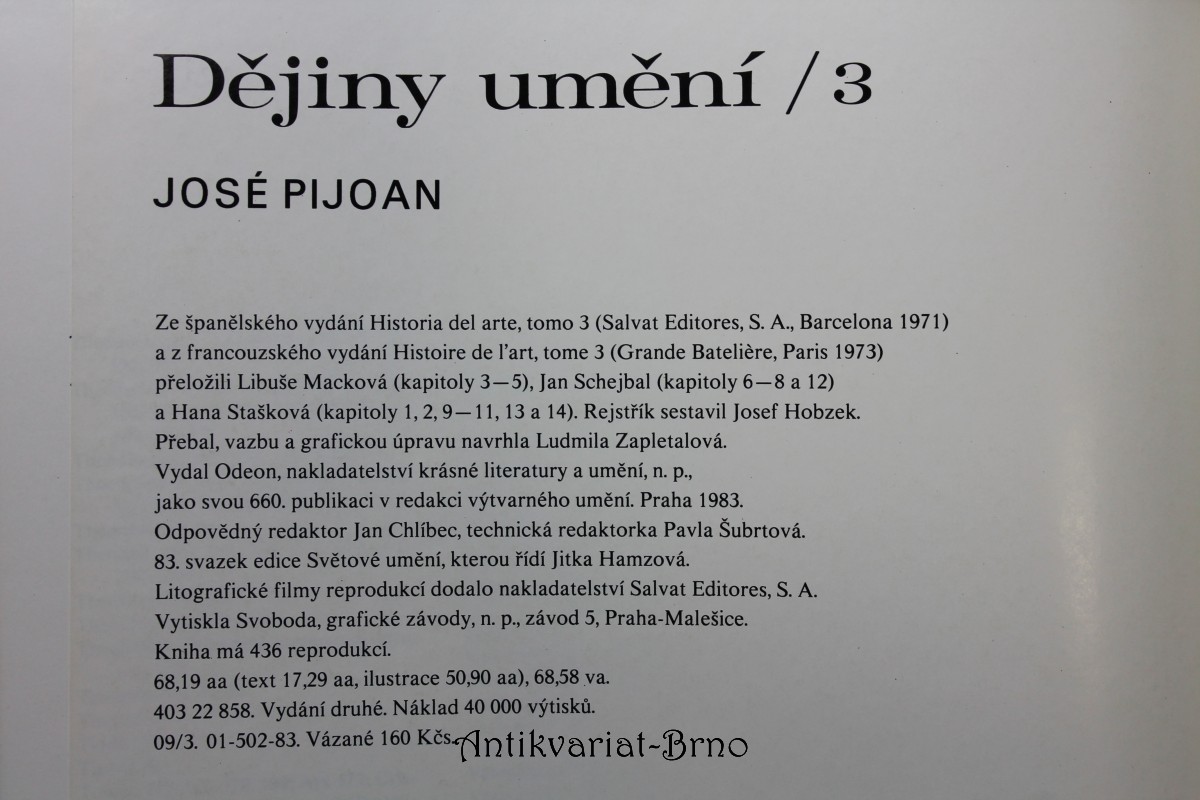 Dějiny umění / 3
JOSÉ PIJOAN
Ze španělského vydání Historia del arte, tomo 3 (Salvat Editores, S. A., Barcelona 1971)
a z francouzského vydání Histoire de l'art, tome 3 (Grande Batelière, Paris 1973)
přeložili Libuše Macková (kapitoly 3—5), Jan Schejbal (kapitoly 6—8 a 12)
a Hana Stašková (kapitoly 1, 2, 9—11, 13 a 14). Rejstřík sestavil Josef Hobzek.
Přebal, vazbu a grafickou úpravu navrhla Ludmila Zapletalová.
Vydal Odeon, nakladatelství krásné literatury a umění, n. p.,
jako svou 660. publikaci v redakci výtvarného umění. Praha 1983.
Odpovědný redaktor Jan Chlíbec, technická redaktorka Pavla Šubrtová.
83. svazek edice Světové umění, kterou řídí Jitka Hamzová.
Litografické filmy reprodukcí dodalo nakladatelství Salvat Editores, S. A.
Vytiskla Svoboda, grafické závody, n. p., závod 5, Praha-Malešice.
Kniha má 436 reprodukcí.
68,19 aa (text 17,29 aa, ilustrace 50,90 aa), 68,58 va.
403 22 858. Vydání druhé. Náklad 40 000 výtisků.
09/3. 01-502-83. Vázané 160 Kčs.
Antikvariat-Brno